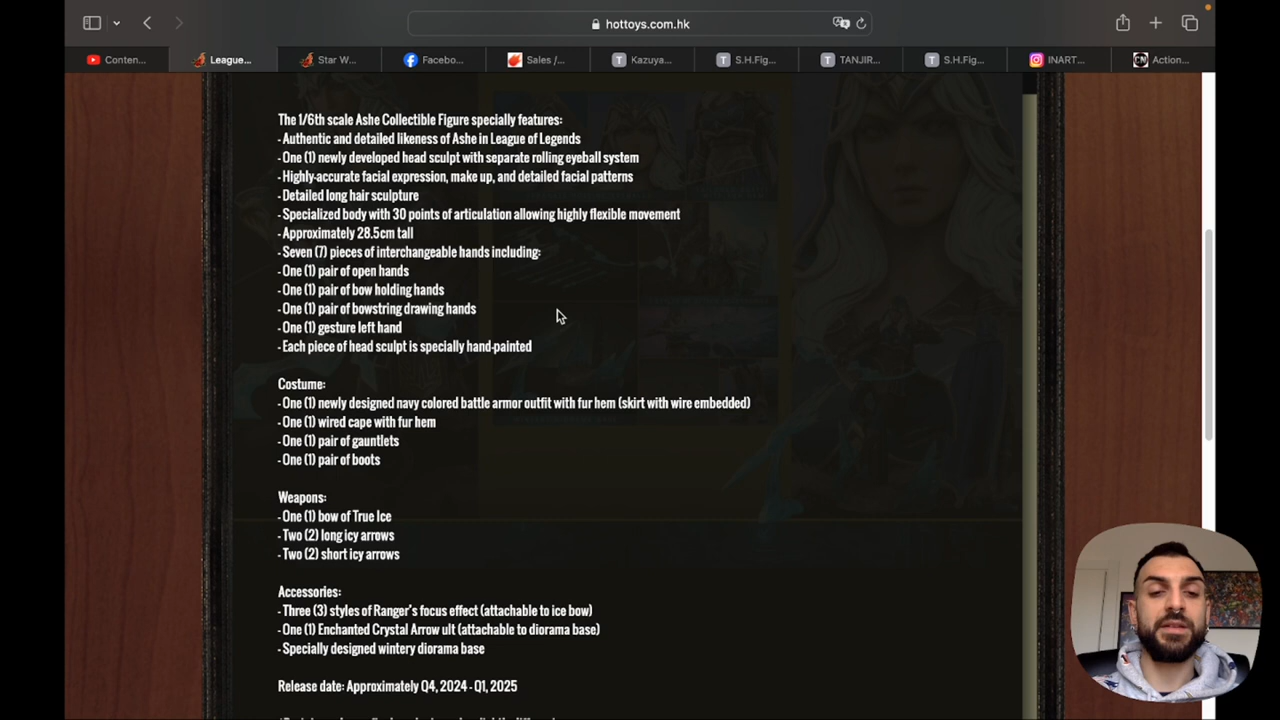 hottoys.com.hk
Conten...
League...
Star W...
Facebo...
Sales /...
Kazuya...
S.H.Fig...
TANJIR...
S.H.Fig...
INART...
Action...
The 1/6th scale Ashe Collectible Figure specially features:
- Authentic and detailed likeness of Ashe in League of Legends
- One (1) newly developed head sculpt with separate rolling eyeball system
- Highly-accurate facial expression, make up, and detailed facial patterns
- Detailed long hair sculpture
- Specialized body with 30 points of articulation allowing highly flexible movement
- Approximately 28.5cm tall
- Seven (7) pieces of interchangeable hands including:
- One (1) pair of open hands
- One (1) pair of bow holding hands
- One (1) pair of bowstring drawing hands
- One (1) gesture left hand
- Each piece of head sculpt is specially hand-painted
Costume:
- One (1) newly designed navy colored battle armor outfit with fur hem (skirt with wire embedded)
- One (1) wired cape with fur hem
- One (1) pair of gauntlets
- One (1) pair of boots
Weapons:
- One (1) bow of True Ice
- Two (2) long icy arrows
- Two (2) short icy arrows
Accessories:
- Three (3) styles of Ranger's focus effect (attachable to ice bow)
- One (1) Enchanted Crystal Arrow ult (attachable to diorama base)
- Specially designed wintery diorama base
Release date: Approximately Q4, 2024 - Q1, 2025